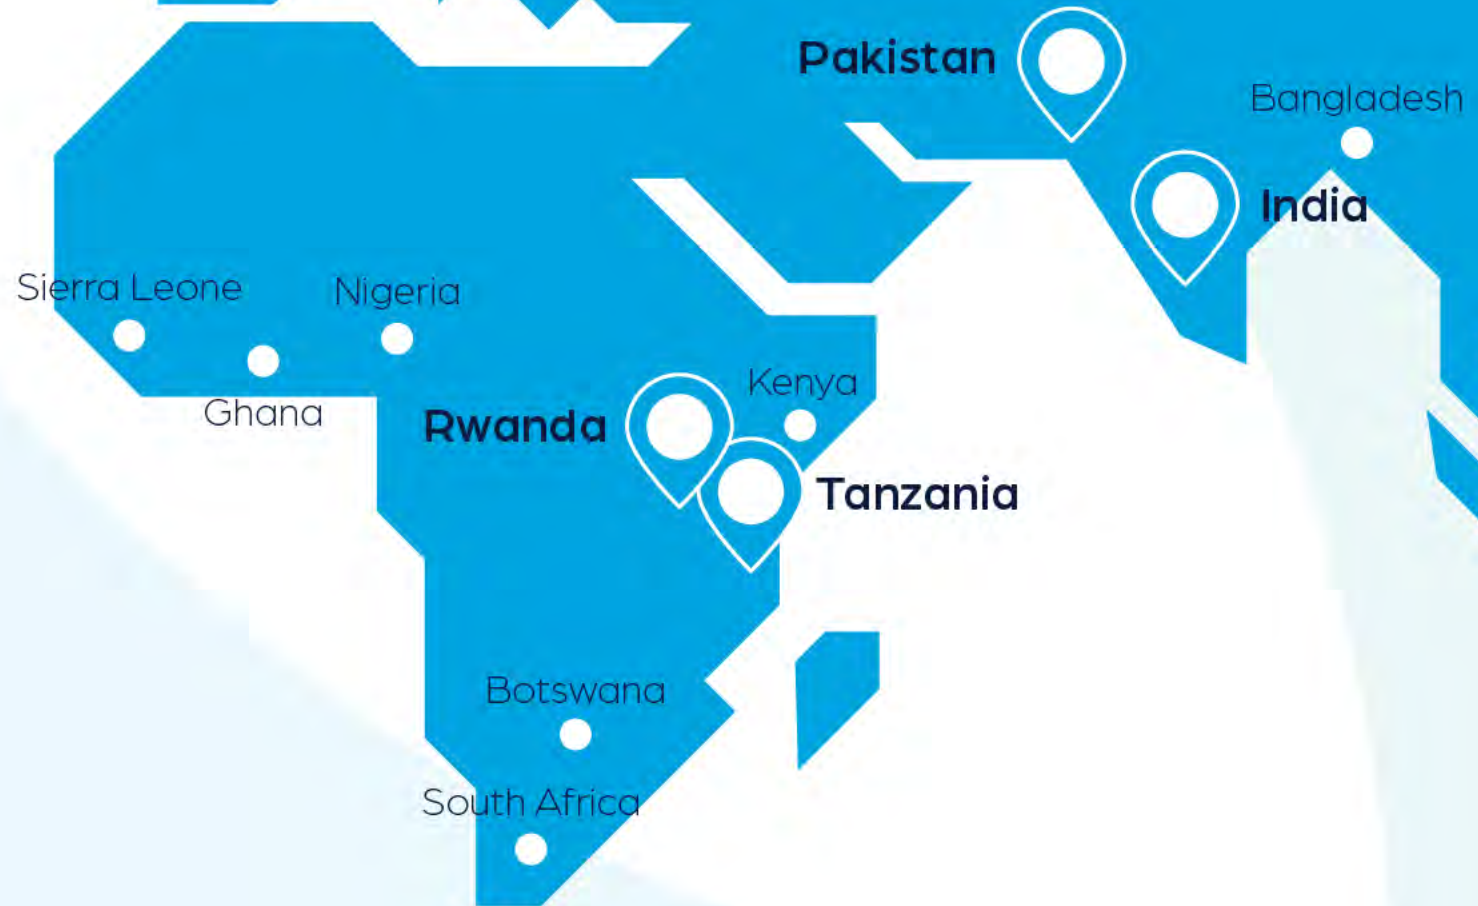 Pakistan
Bangladesh
India
Sierra Leone
Nigeria
Kenya
Ghana
Rwanda
Tanzania
Botswana
South Africa